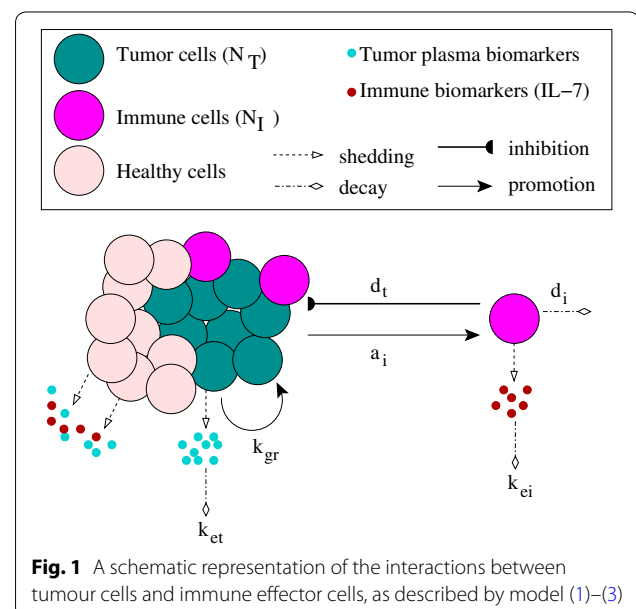 Tumor cells (N_T)
Tumor plasma biomarkers
Immune biomarkers (IL−7)
Immune cells (N_I )
Healthy cells
shedding
inhibition
decay
promotion
d_t
d_i
a_i
k_gr
k_et
k_ei
Fig. 1 A schematic representation of the interactions between
tumour cells and immune effector cells, as described by model (1)–(3)